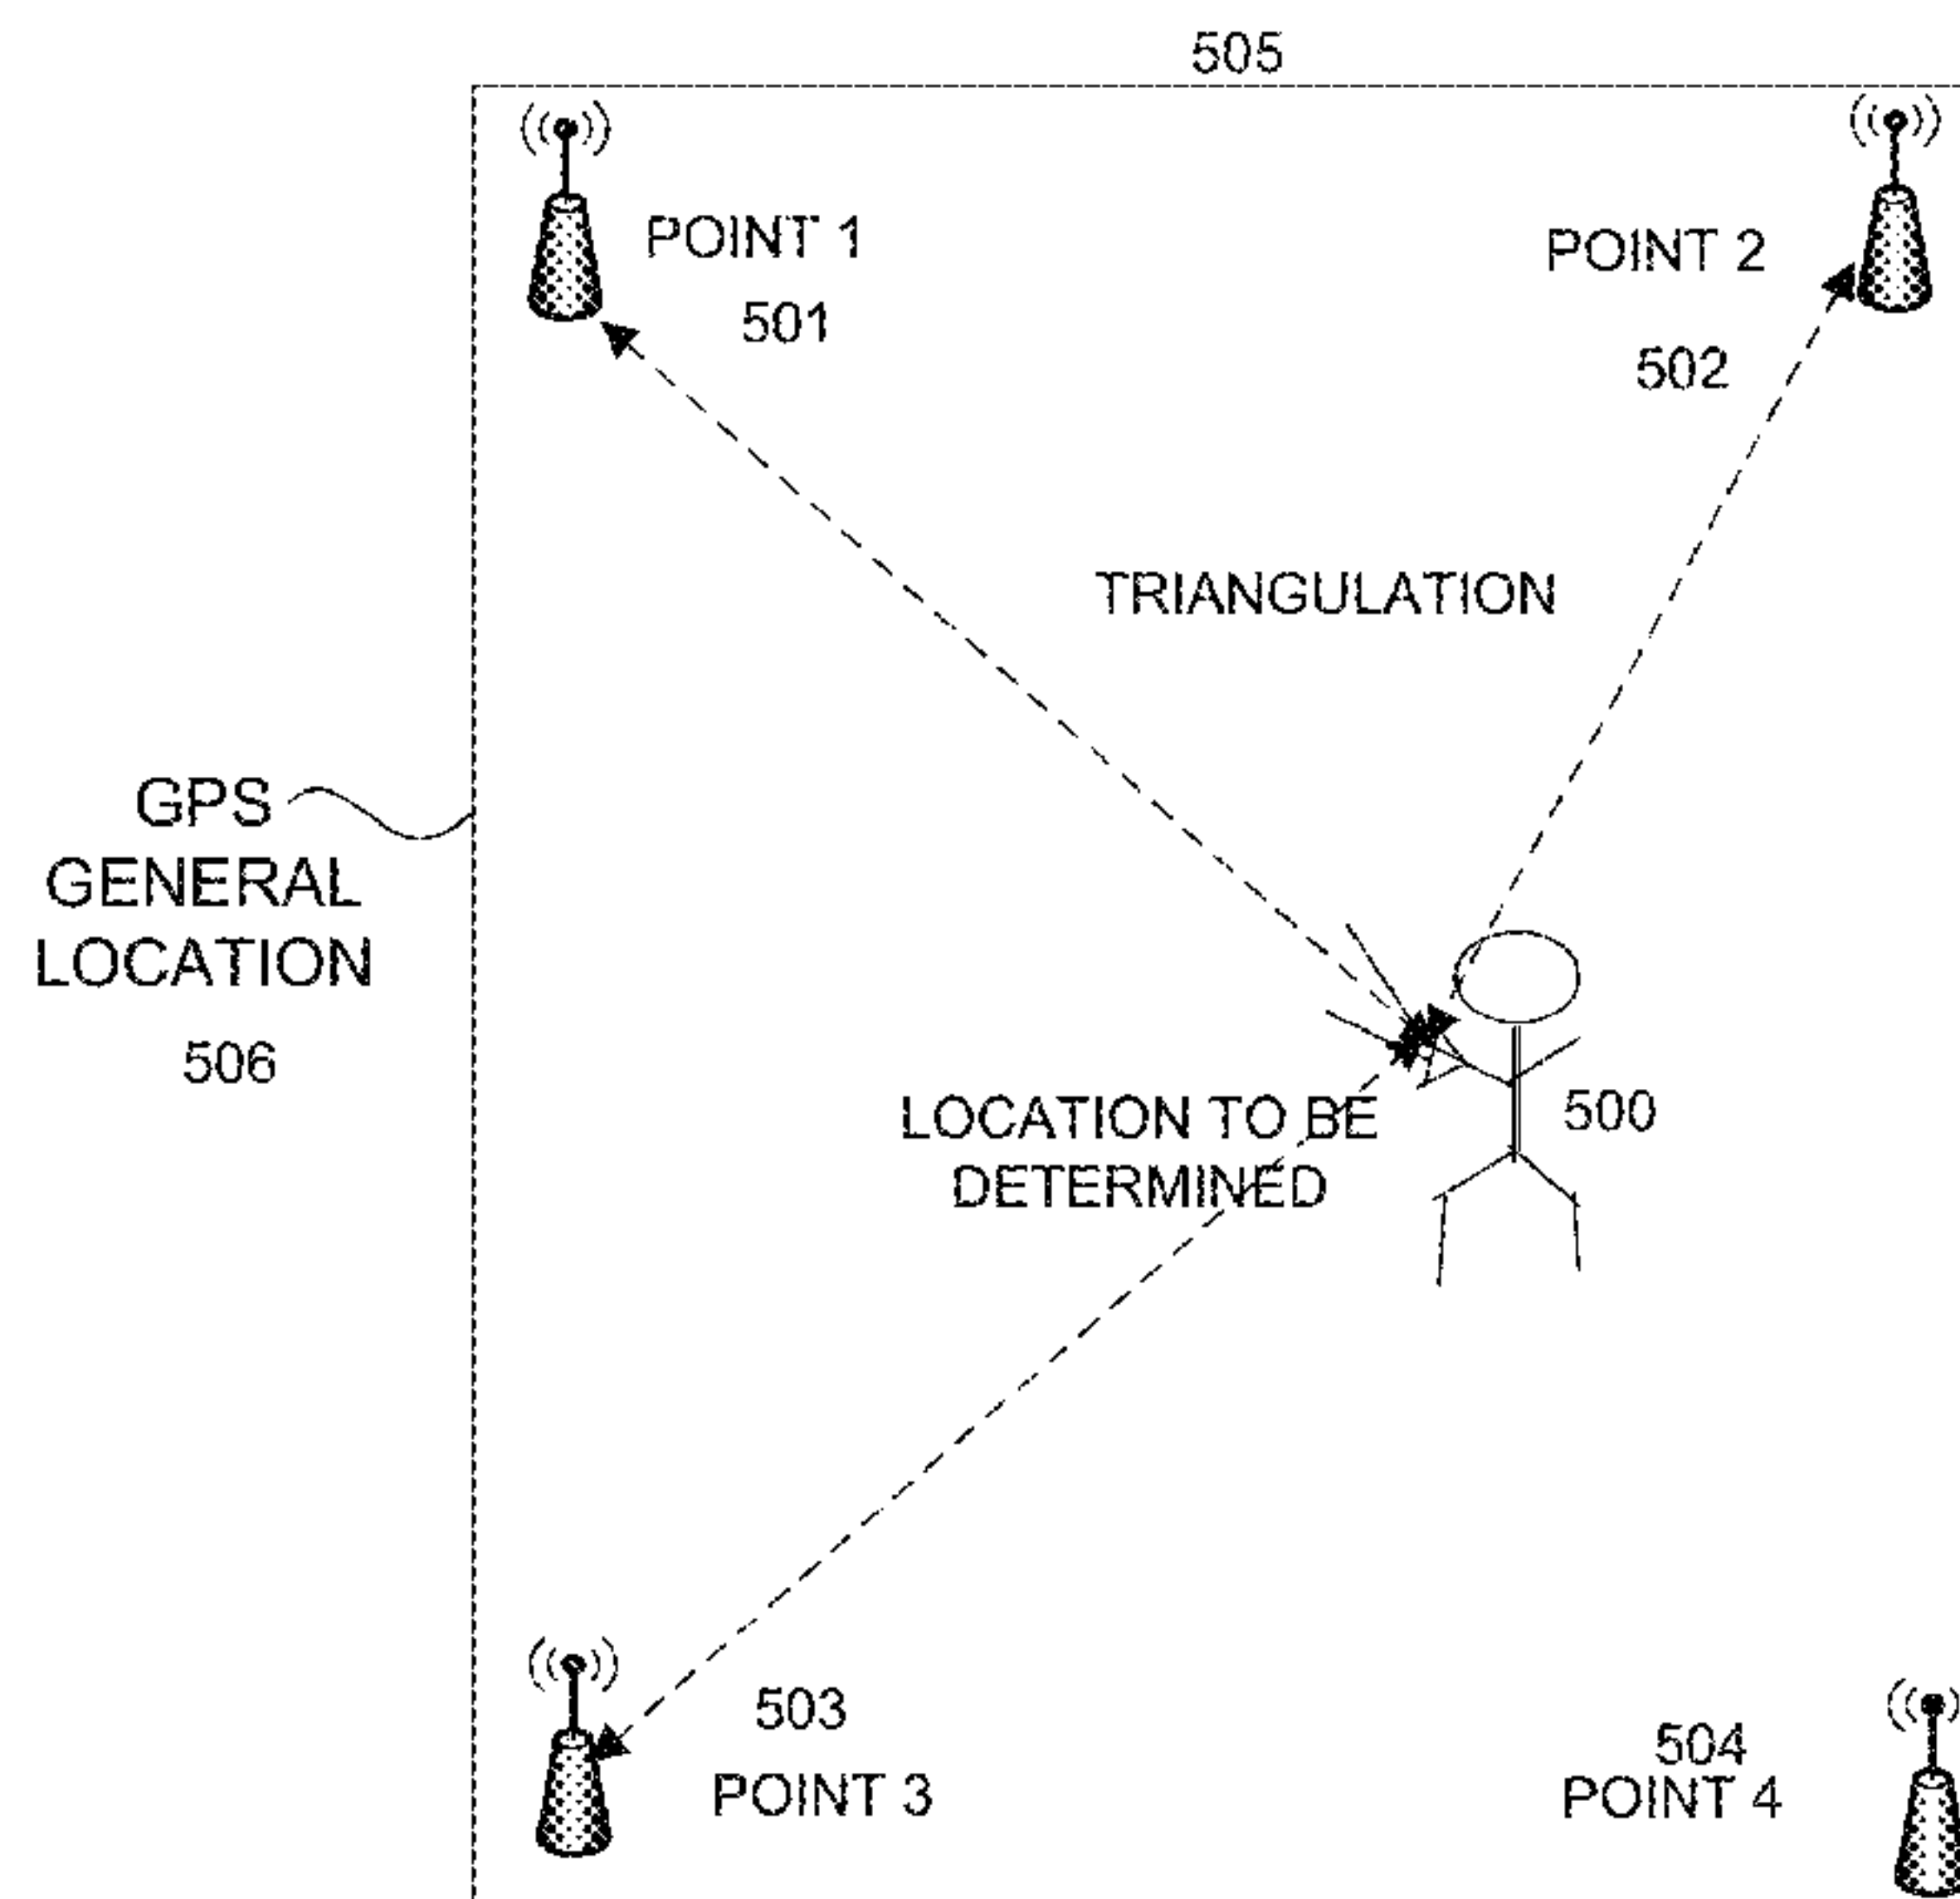 505
POINT 1
501
POINT 2
502
TRIANGULATION
GPS
GENERAL
LOCATION
506
LOCATION TO BE
DETERMINED
500
503
POINT 3
504
POINT 4